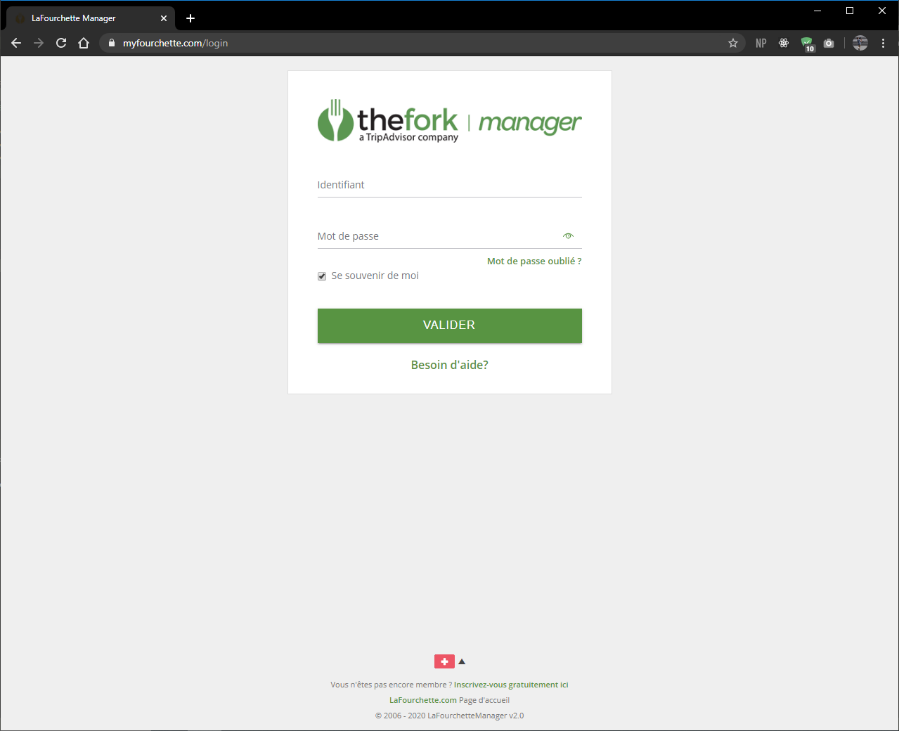 LaFourchette Manager
myfourchette.com/login
NP
10
thefork | manager
a TripAdvisor company
Identifiant
Mot de passe
Mot de passe oublié ?
Se souvenir de moi
VALIDER
Besoin d'aide?
Vous n'êtes pas encore membre ? Inscrivez-vous gratuitement ici
LaFourchette.com Page d'accueil
© 2006 - 2020 LaFourchetteManager v2.0